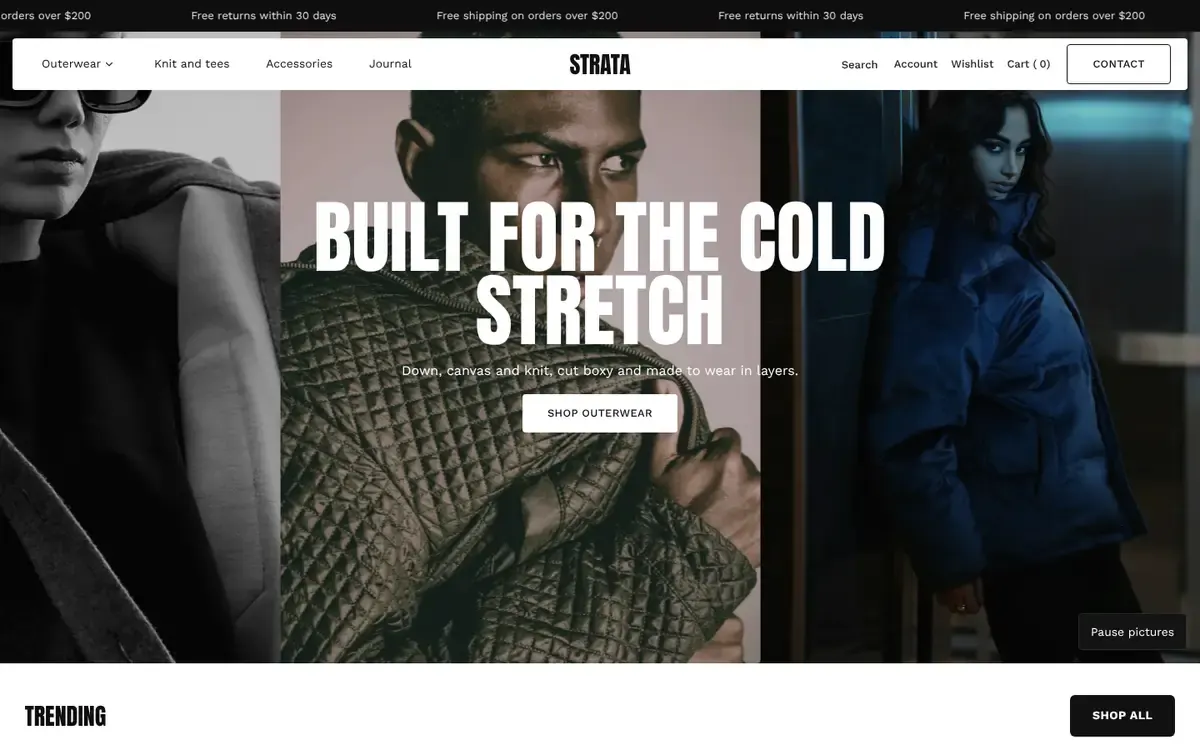 orders over $200 Free returns within 30 days Free shipping on orders over $200 Free returns within 30 days Free shipping on orders over $200
Outerwear Knit and tees Accessories Journal STRATA Search Account Wishlist Cart ( 0) CONTACT
BUILT FOR THE COLD
STRETCH
Down, canvas and knit, cut boxy and made to wear in layers.
SHOP OUTERWEAR
Pause pictures
TRENDING SHOP ALL